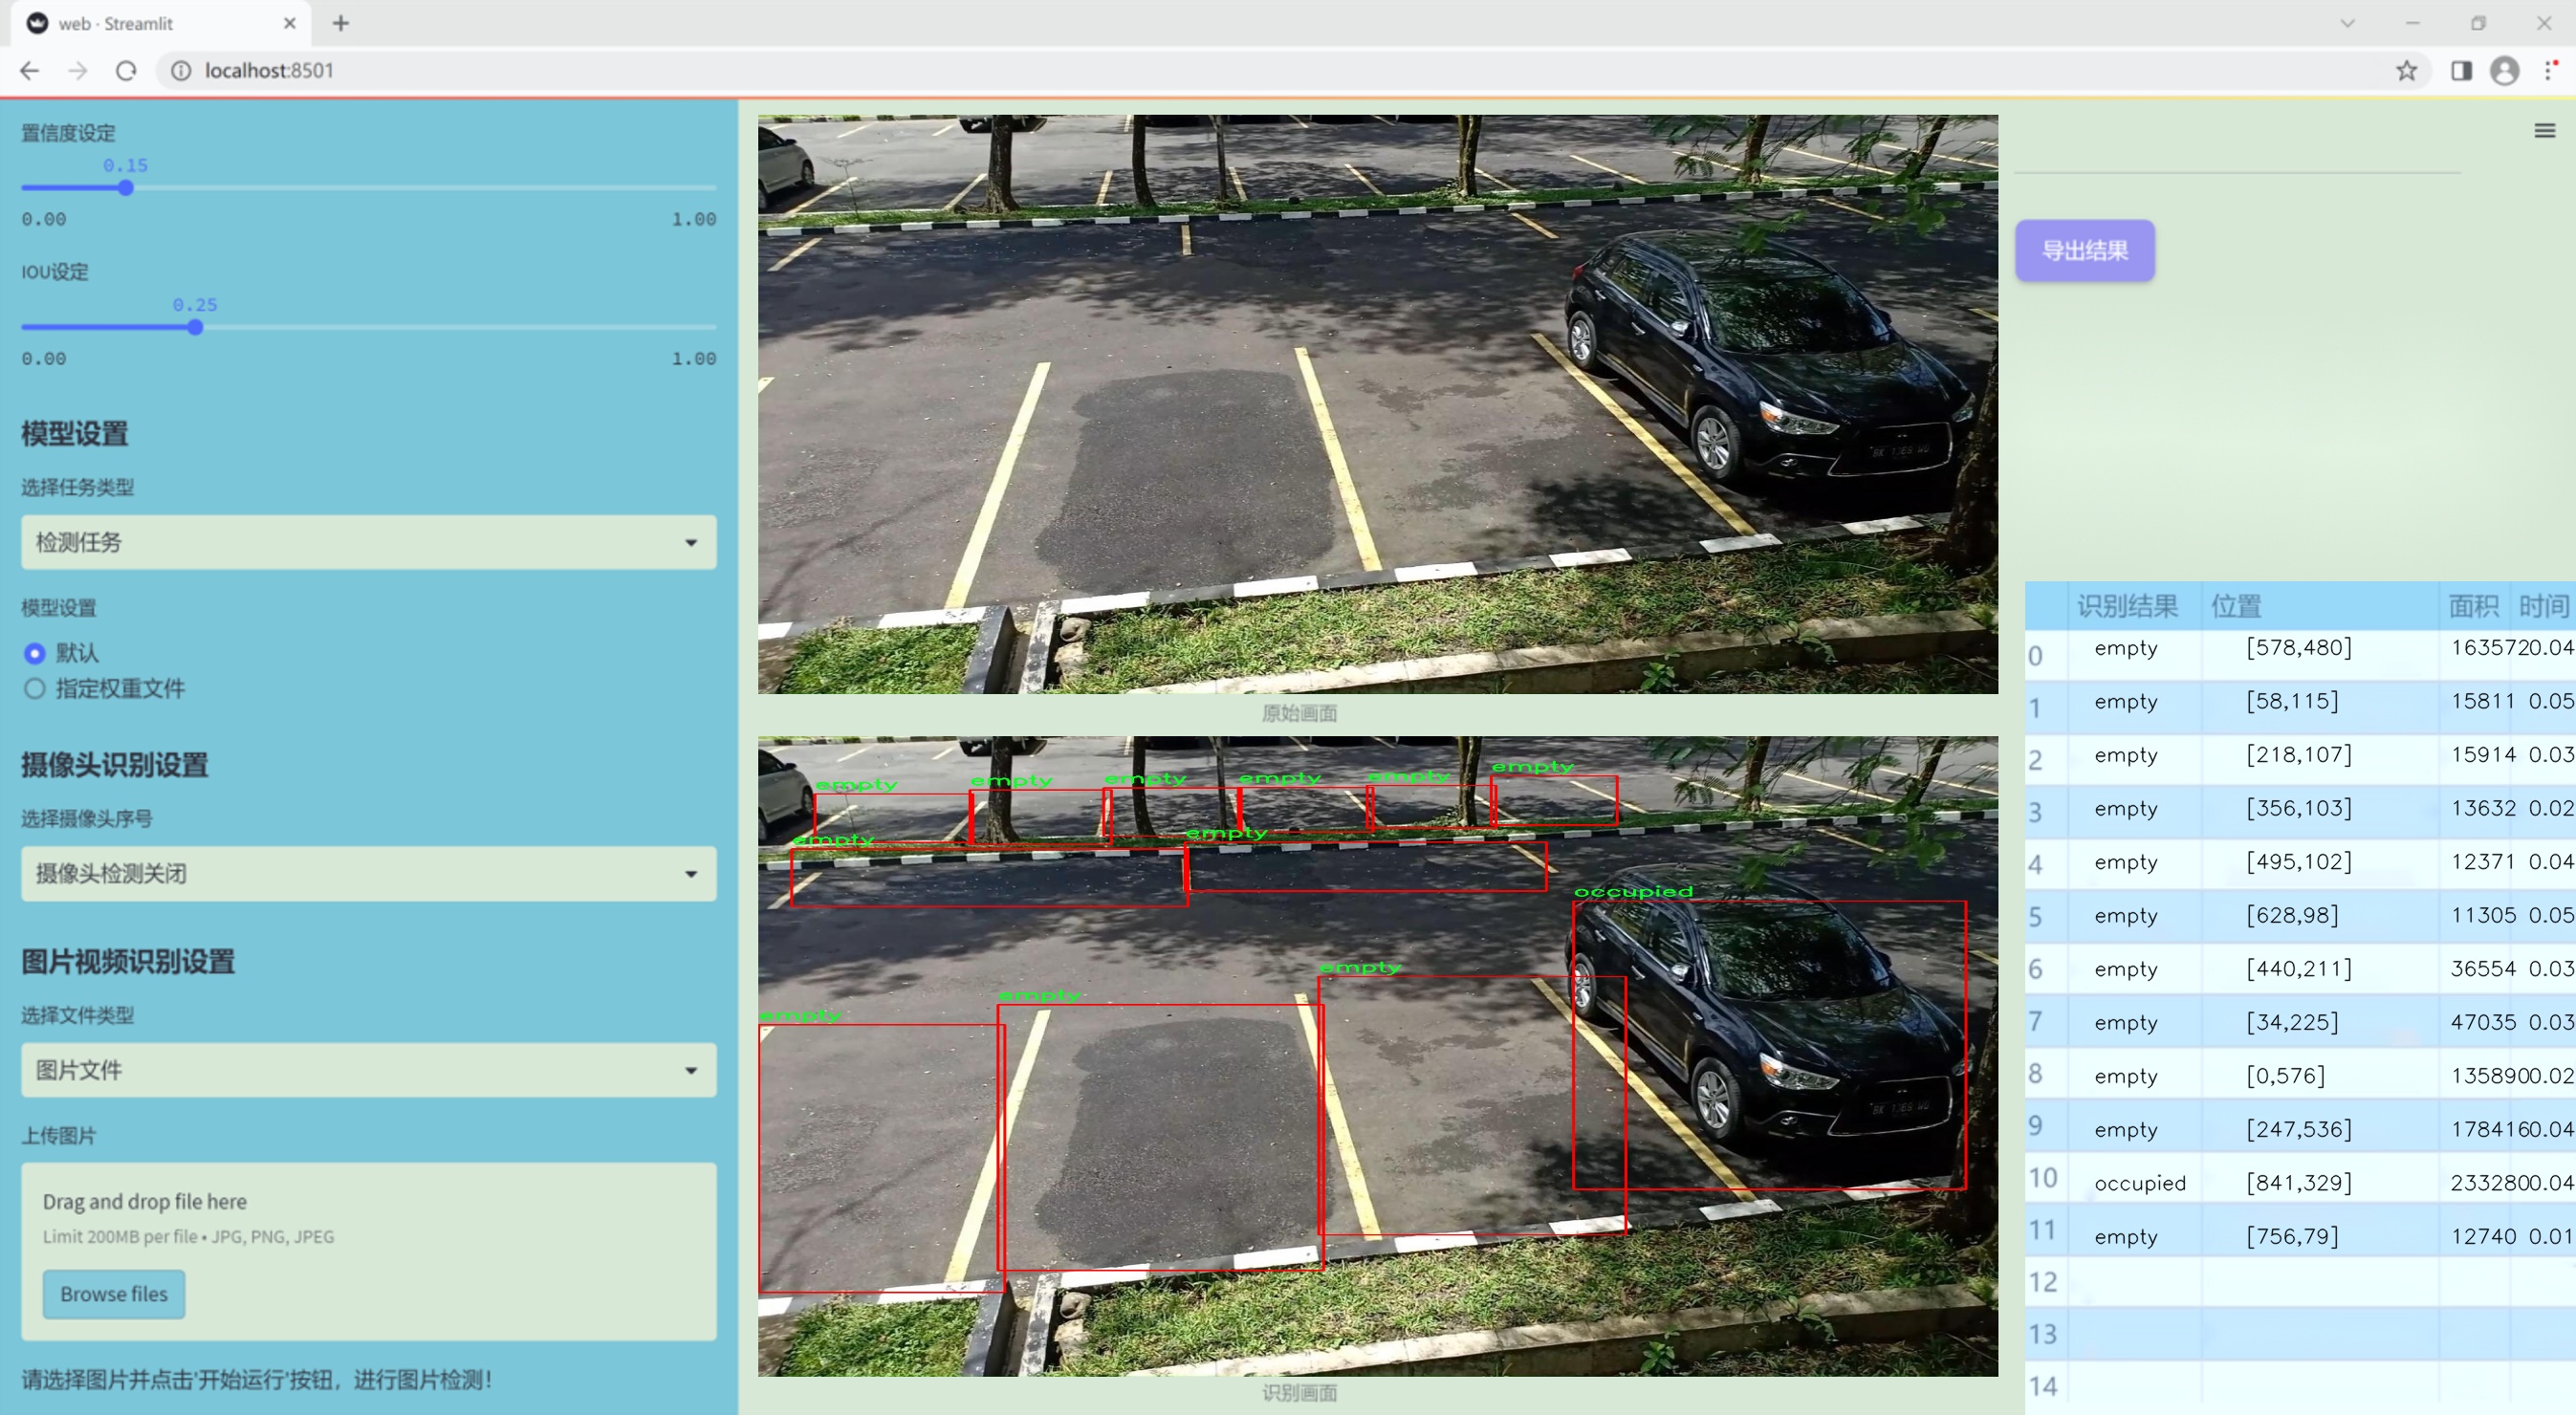 web · Streamlit
localhost:8501
置信度设定
0.15
0.00 1.00
IOU设定
0.25
0.00 1.00
模型设置
选择任务类型
检测任务
模型设置
默认
指定权重文件
摄像头识别设置
选择摄像头序号
摄像头检测关闭
图片视频识别设置
选择文件类型
图片文件
上传图片
Drag and drop file here
Limit 200MB per file • JPG, PNG, JPEG
Browse files
请选择图片并点击'开始运行'按钮，进行图片检测!
原始画面
empty empty empty empty empty empty
empty empty
occupied
empty
empty
empty
识别画面
导出结果
识别结果 位置 面积 时间
0 empty [578,480] 1635720.04
1 empty [58,115] 15811 0.05
2 empty [218,107] 15914 0.03
3 empty [356,103] 13632 0.02
4 empty [495,102] 12371 0.04
5 empty [628,98] 11305 0.05
6 empty [440,211] 36554 0.03
7 empty [34,225] 47035 0.03
8 empty [0,576] 1358900.02
9 empty [247,536] 1784160.04
10 occupied [841,329] 2332800.04
11 empty [756,79] 12740 0.01
12
13
14